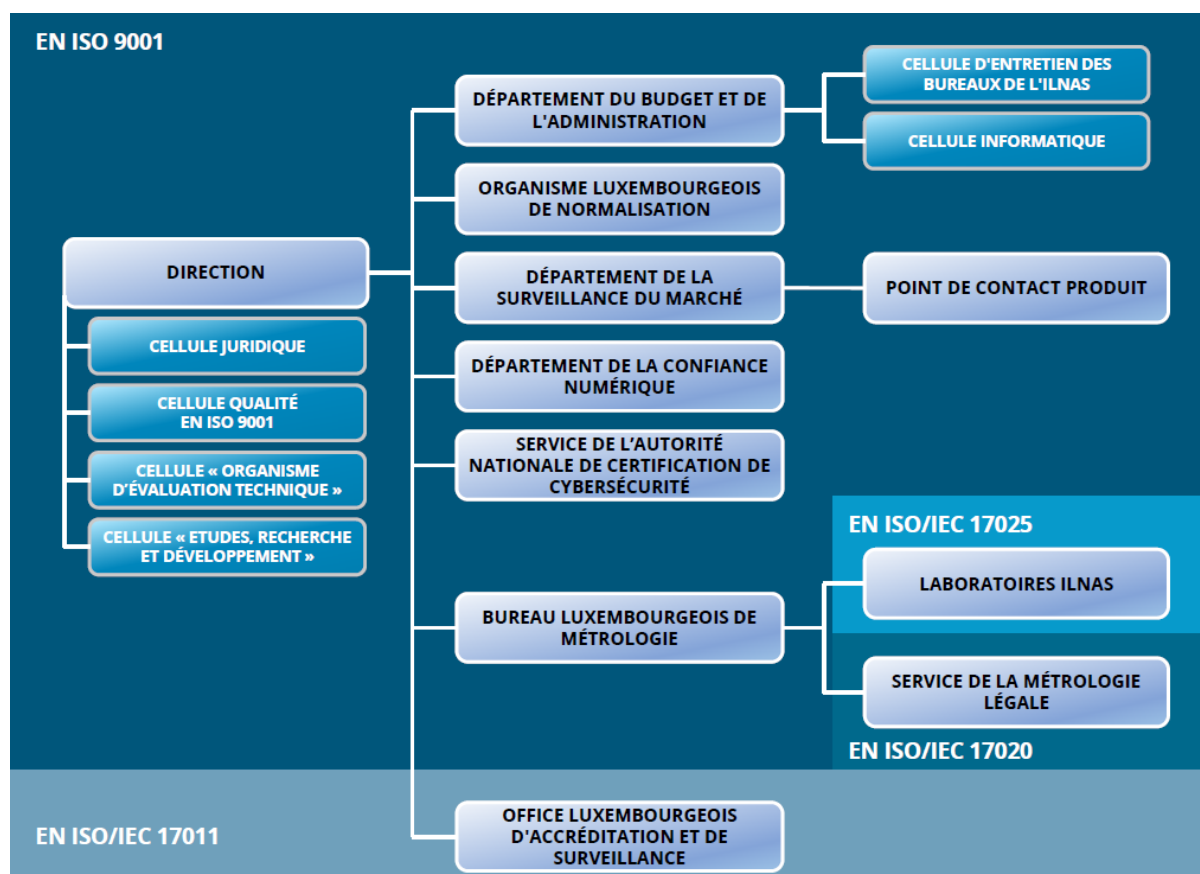 EN ISO 9001
DIRECTION
CELLULE JURIDIQUE
CELLULE QUALITÉ
EN ISO 9001
CELLULE « ORGANISME
D’ÉVALUATION TECHNIQUE »
CELLULE « ETUDES, RECHERCHE
ET DÉVELOPPEMENT »
DÉPARTEMENT DU BUDGET ET DE
L'ADMINISTRATION
CELLULE D'ENTRETIEN DES
BUREAUX DE L'ILNAS
CELLULE INFORMATIQUE
ORGANISME LUXEMBOURGEOIS
DE NORMALISATION
DÉPARTEMENT DE LA
SURVEILLANCE DU MARCHÉ
POINT DE CONTACT PRODUIT
DÉPARTEMENT DE LA CONFIANCE
NUMÉRIQUE
SERVICE DE L’AUTORITÉ
NATIONALE DE CERTIFICATION DE
CYBERSÉCURITÉ
BUREAU LUXEMBOURGEOIS DE
MÉTROLOGIE
EN ISO/IEC 17025
LABORATOIRES ILNAS
SERVICE DE LA MÉTROLOGIE
LÉGALE
EN ISO/IEC 17020
EN ISO/IEC 17011
OFFICE LUXEMBOURGEOIS
D'ACCRÉDITATION ET DE
SURVEILLANCE